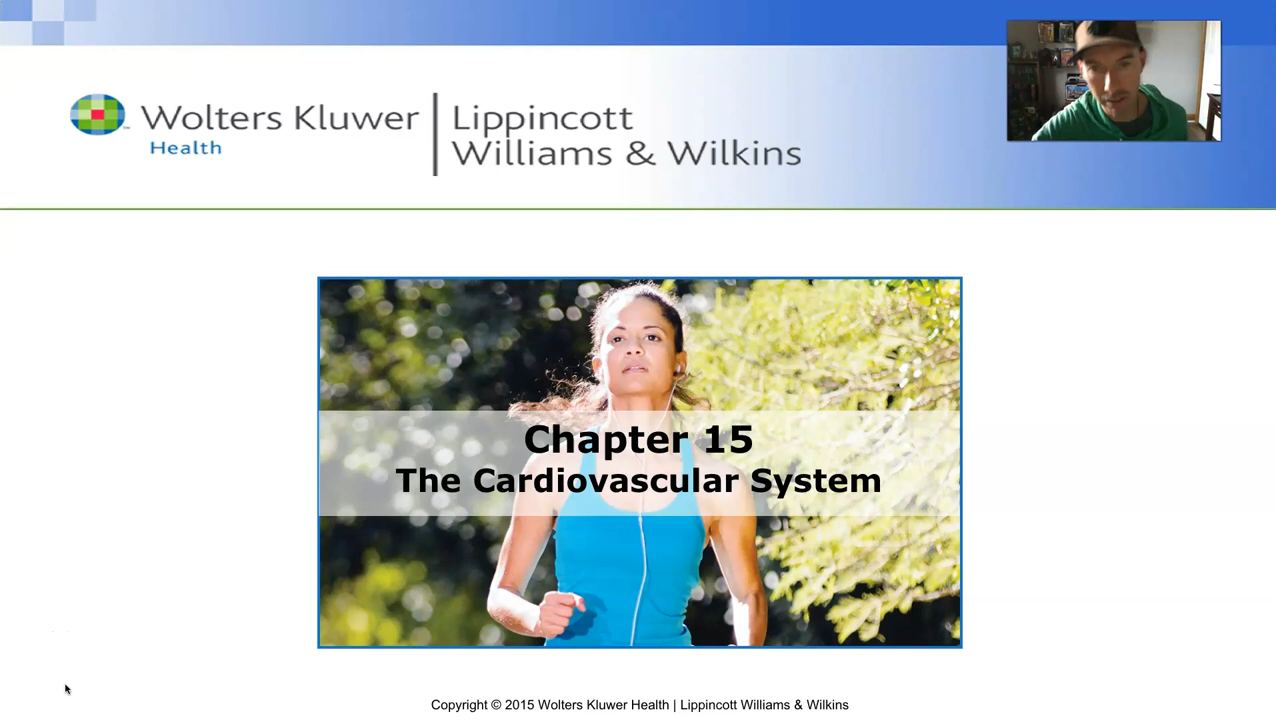 Wolters Kluwer
Health
Lippincott
Williams & Wilkins
Chapter 15
The Cardiovascular System
Copyright © 2015 Wolters Kluwer Health | Lippincott Williams & Wilkins